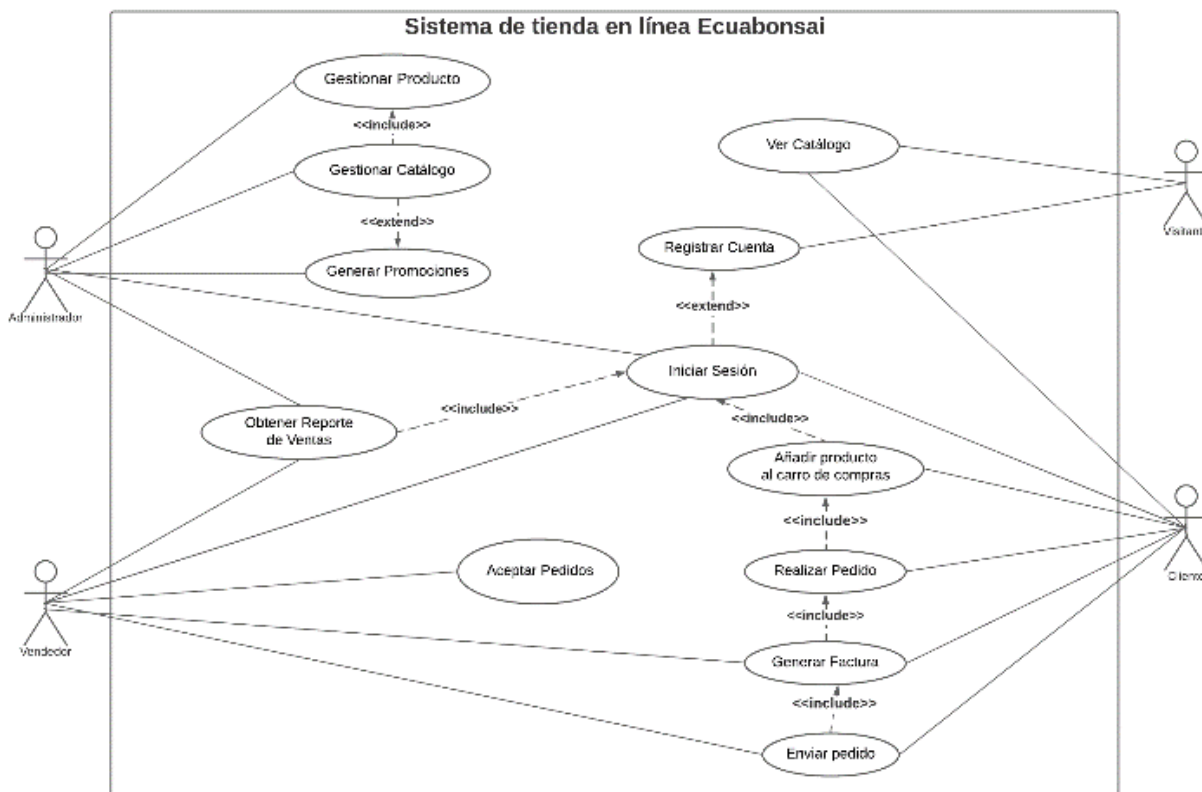 Sistema de tienda en línea Ecuabonsai
Gestionar Producto
<<include>>
Gestionar Catálogo
<<extend>>
Generar Promociones
Administrador
Ver Catálogo
Visitante
Registrar Cuenta
<<extend>>
Iniciar Sesión
<<include>>
Obtener Reporte
de Ventas
<<include>>
Añadir producto
al carro de compras
<<include>>
Aceptar Pedidos
Realizar Pedido
Cliente
<<include>>
Vendedor
Generar Factura
<<include>>
Enviar pedido